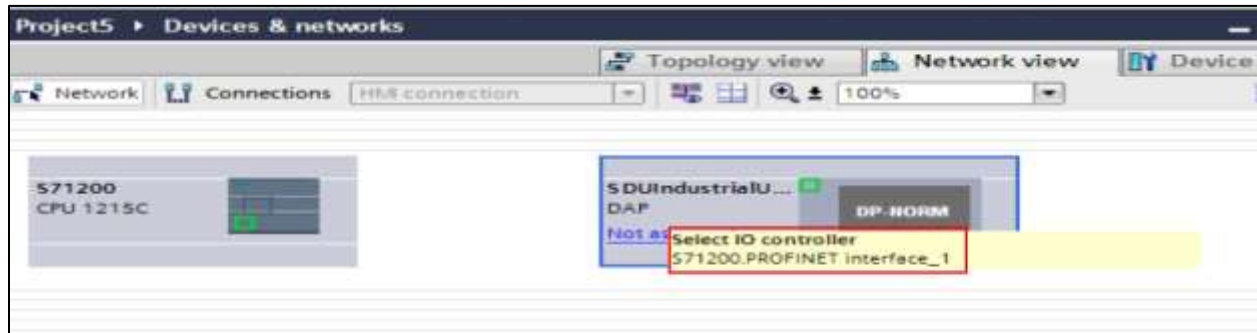 Project5 ▸ Devices & networks
Topology view Network view Device
Network Connections HMI connection 100%
S71200
CPU 1215C
SDUIndustrialU...
DAP
DP-NORM
Not as
Select IO controller
S71200.PROFINET interface_1